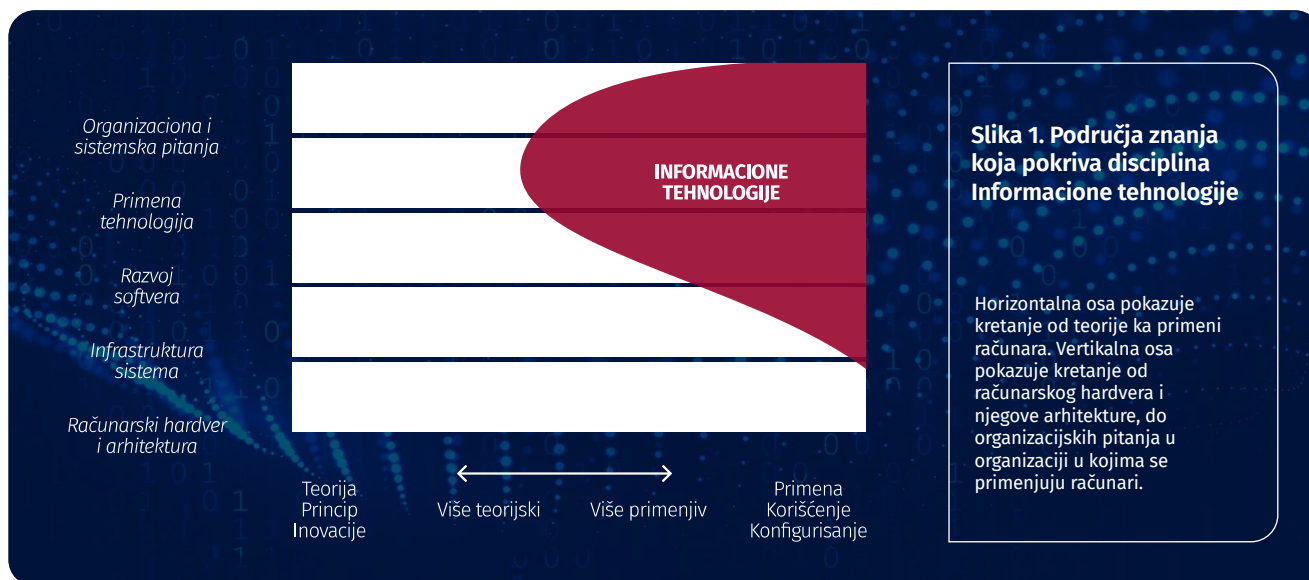 Organizaciona i
sistemska pitanja
Primena
tehnologija
Razvoj
softvera
Infrastruktura
sistema
Računarski hardver
i arhitektura
INFORMACIONE
TEHNOLOGIJE
Teorija
Princip
Inovacije
Više teorijski
Više primenjiv
Primena
Korišćenje
Konfigurisanje
Slika 1. Područja znanja
koja pokriva disciplina
Informacione tehnologije
Horizontalna osa pokazuje
kretanje od teorije ka primeni
računara. Vertikalna osa
pokazuje kretanje od
računarskog hardvera i
njegove arhitekture, do
organizacijskih pitanja u
organizaciji u kojima se
primenjuju računari.